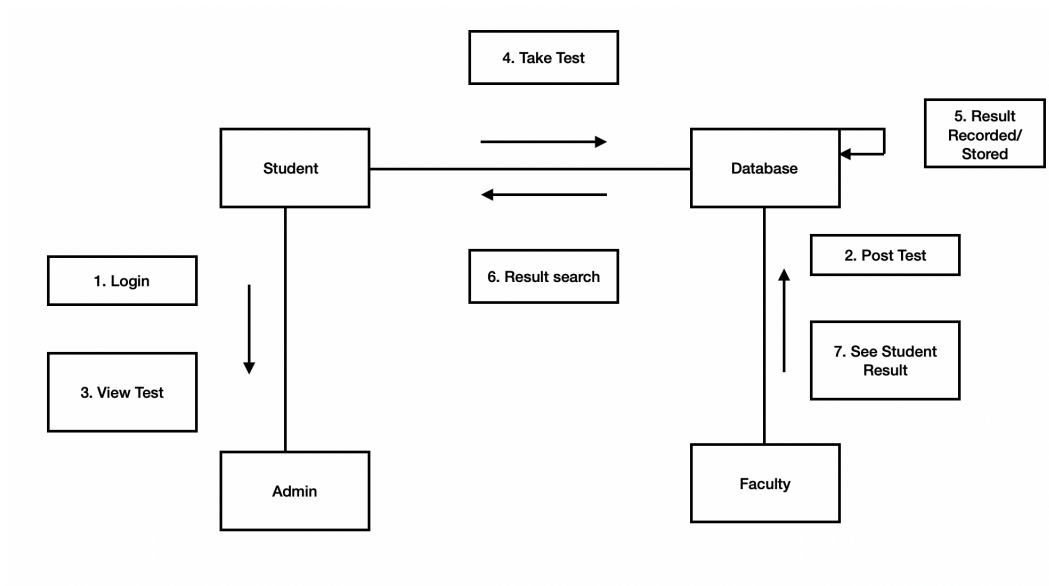 4. Take Test
5. Result
Recorded/
Stored
Student
Database
2. Post Test
1. Login
6. Result search
7. See Student
Result
3. View Test
Admin
Faculty